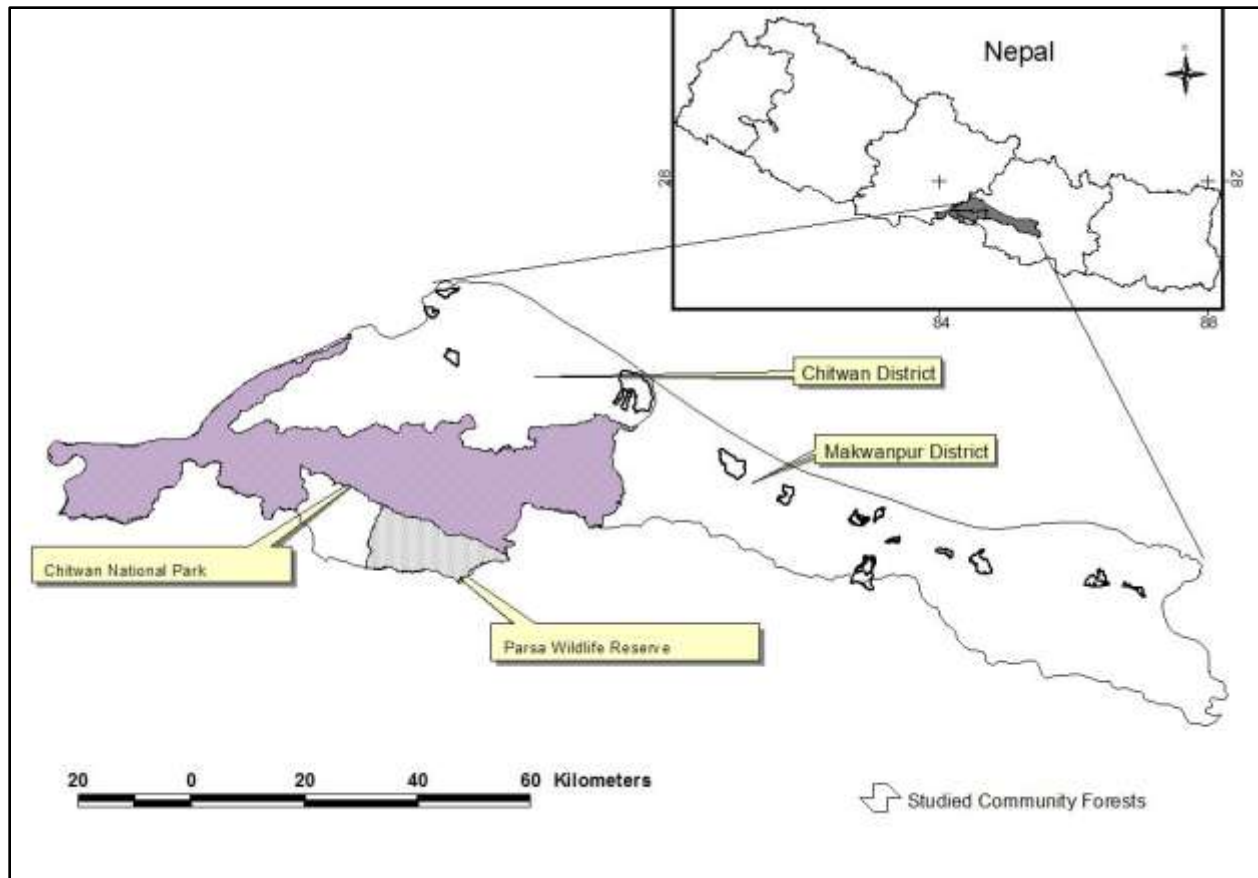 Nepal
28
28
84
88
Chitwan District
Makwanpur District
Chitwan National Park
Parsa Wildlife Reserve
20 0 20 40 60 Kilometers
Studied Community Forests